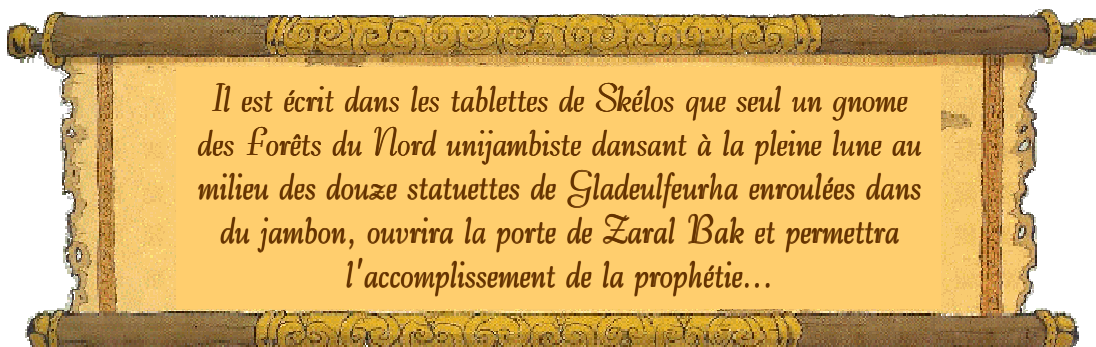 Il est écrit dans les tablettes de Skélos que seul un gnome
des Forêts du Nord unijambiste dansant à la pleine lune au
milieu des douze statuettes de Gladeulfeurha enroulées dans
du jambon, ouvrira la porte de Zaral Bak et permettra
l'accomplissement de la prophétie...